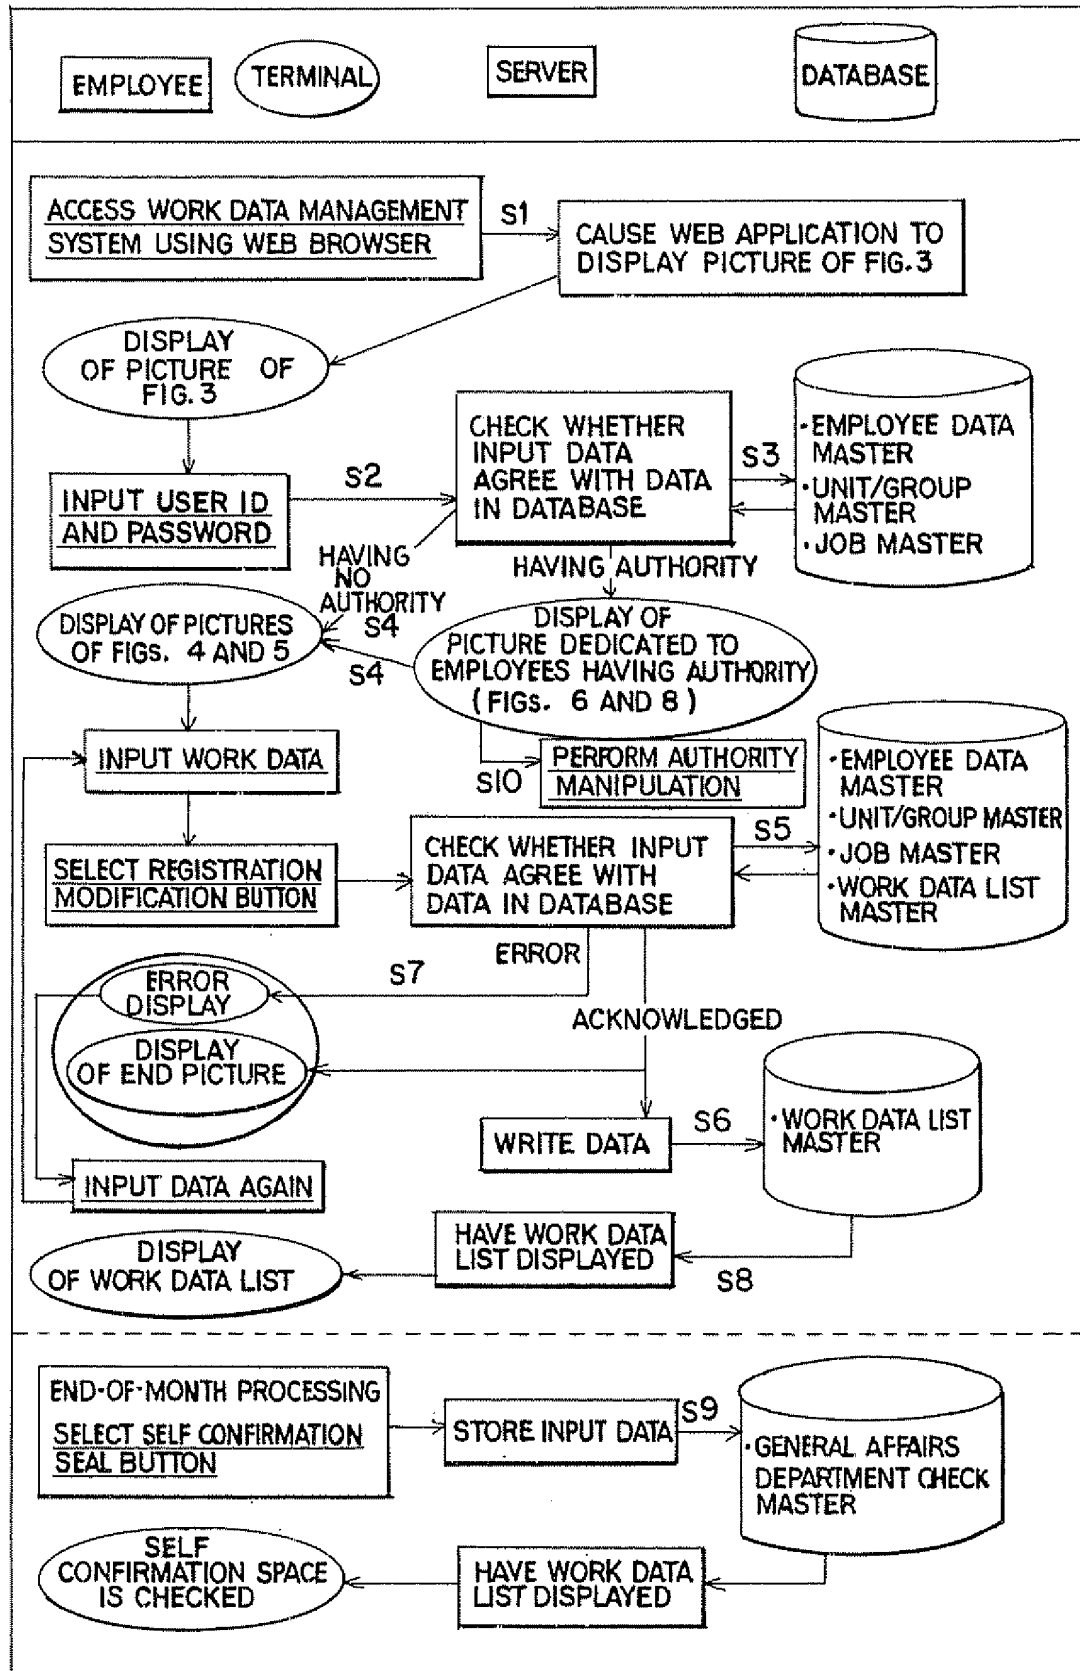 EMPLOYEE
TERMINAL
SERVER
DATABASE
ACCESS WORK DATA MANAGEMENT
SYSTEM USING WEB BROWSER
S1
CAUSE WEB APPLICATION TO
DISPLAY PICTURE OF FIG.3
DISPLAY
OF PICTURE OF
FIG.3
INPUT USER ID
AND PASSWORD
S2
CHECK WHETHER
INPUT DATA
AGREE WITH DATA
IN DATABASE
S3
・EMPLOYEE DATA
MASTER
・UNIT/GROUP
MASTER
・JOB MASTER
HAVING
NO
AUTHORITY
S4
HAVING AUTHORITY
DISPLAY OF PICTURES
OF FIGs. 4 AND 5
S4
DISPLAY OF
PICTURE DEDICATED TO
EMPLOYEES HAVING AUTHORITY
(FIGs. 6 AND 8)
S10
PERFORM AUTHORITY
MANIPULATION
INPUT WORK DATA
SELECT REGISTRATION
MODIFICATION BUTTON
CHECK WHETHER INPUT
DATA AGREE WITH
DATA IN DATABASE
S5
・EMPLOYEE DATA
MASTER
・UNIT/GROUP MASTER
・JOB MASTER
・WORK DATA LIST
MASTER
ERROR
S7
ERROR
DISPLAY
ACKNOWLEDGED
DISPLAY
OF END PICTURE
WRITE DATA
S6
・WORK DATA LIST
MASTER
INPUT DATA AGAIN
HAVE WORK DATA
LIST DISPLAYED
S8
DISPLAY
OF WORK DATA LIST
END-OF-MONTH PROCESSING
SELECT SELF CONFIRMATION
SEAL BUTTON
STORE INPUT DATA
S9
・GENERAL AFFAIRS
DEPARTMENT CHECK
MASTER
HAVE WORK DATA
LIST DISPLAYED
SELF
CONFIRMATION SPACE
IS CHECKED